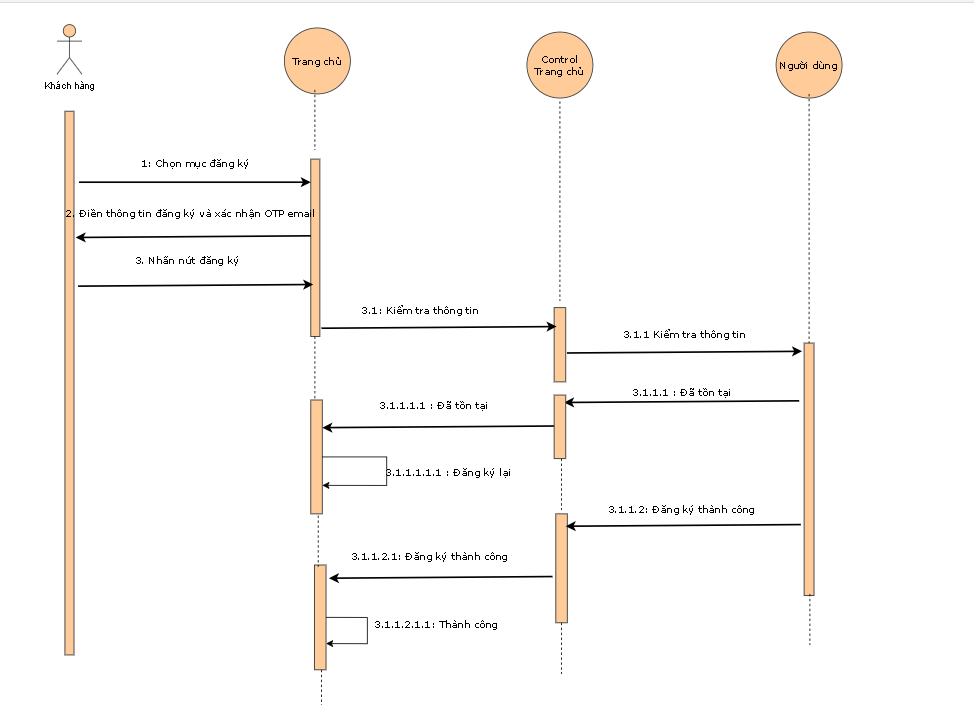 Khách hàng
Trang chủ
Control
Trang chủ
Người dùng
1: Chọn mục đăng ký
2. Điền thông tin đăng ký và xác nhận OTP email
3. Nhấn nút đăng ký
3.1: Kiểm tra thông tin
3.1.1 Kiểm tra thông tin
3.1.1.1 : Đã tồn tại
3.1.1.1.1 : Đã tồn tại
3.1.1.1.1.1 : Đăng ký lại
3.1.1.2: Đăng ký thành công
3.1.1.2.1: Đăng ký thành công
3.1.1.2.1.1: Thành công